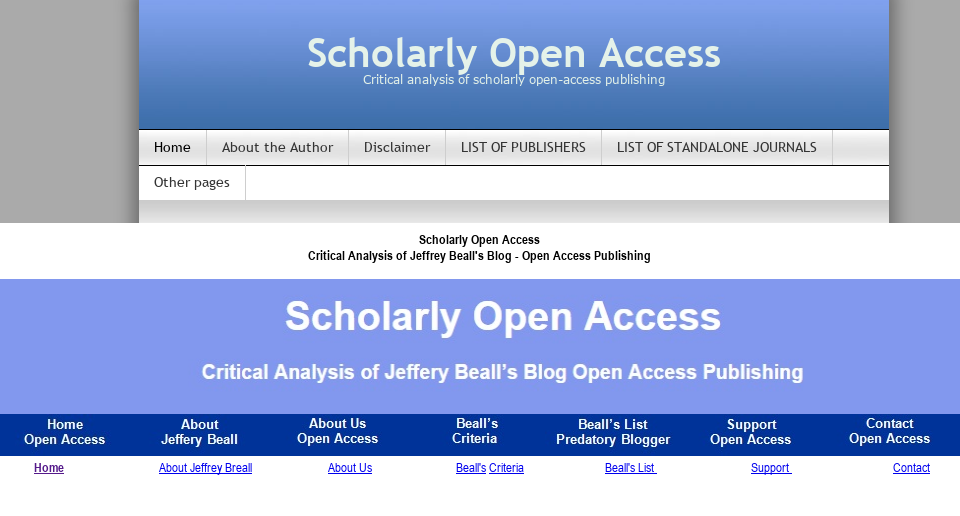 Scholarly Open Access
Critical analysis of scholarly open-access publishing
Home About the Author Disclaimer LIST OF PUBLISHERS LIST OF STANDALONE JOURNALS
Other pages
Scholarly Open Access
Critical Analysis of Jeffrey Beall's Blog - Open Access Publishing
Scholarly Open Access
Critical Analysis of Jeffery Beall’s Blog Open Access Publishing
Home About About Us Beall’s Beall’s List Support Contact
Open Access Jeffery Beall Open Access Criteria Predatory Blogger Open Access Open Access
Home About Jeffrey Breall About Us Beall's Criteria Beall's List Support Contact